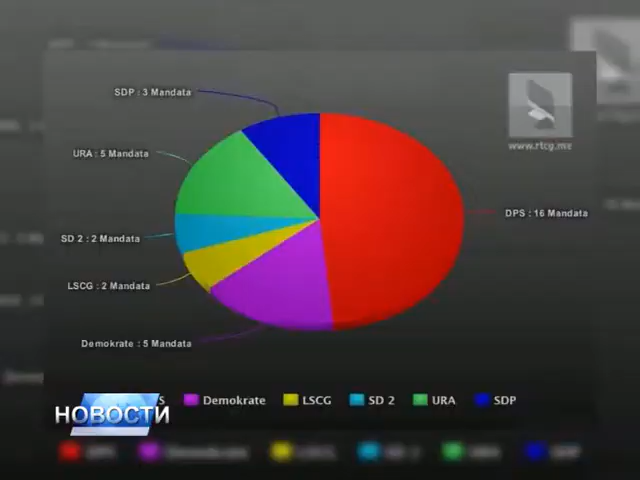 SDP : 3 Mandata
www.rtcg.me
URA : 5 Mandata
DPS : 16 Mandata
SD 2 : 2 Mandata
LSCG : 2 Mandata
Demokrate : 5 Mandata
S Demokrate LSCG SD 2 URA SDP
НОВОСТИ